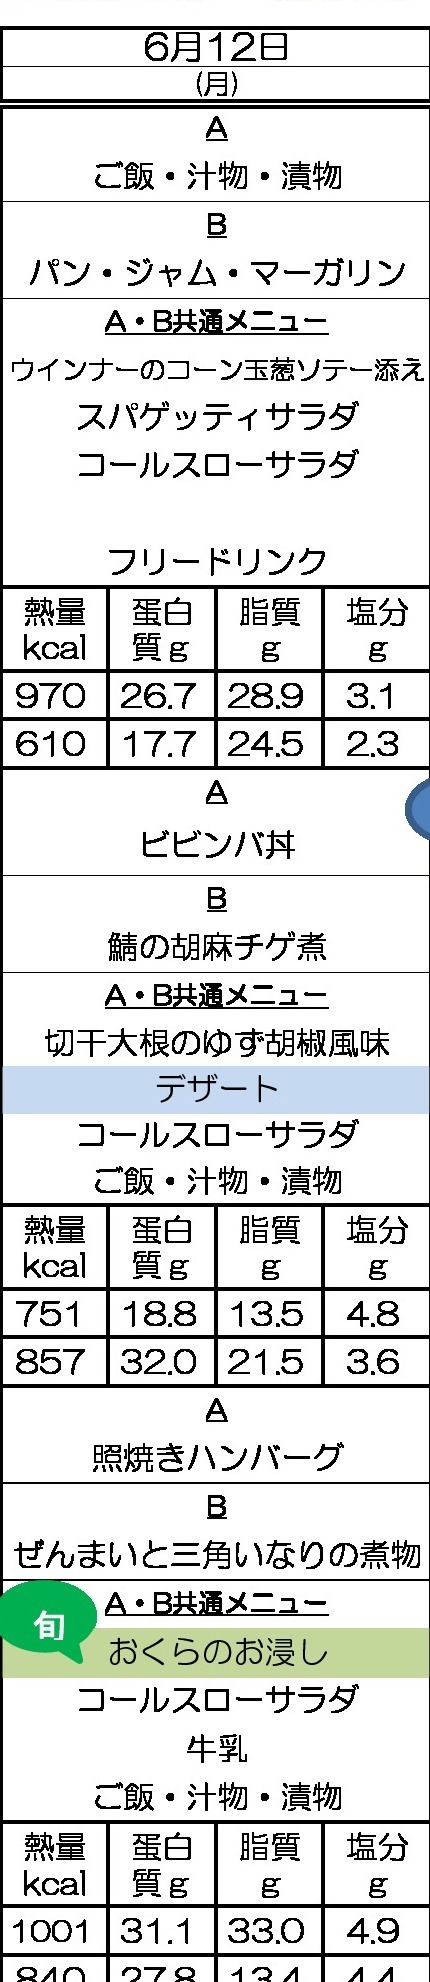 6月12日
(月)
A
ご飯・汁物・漬物
B
パン・ジャム・マーガリン
A・B共通メニュー
ウインナーのコーン玉葱ソテー添え
スパゲッティサラダ
コールスローサラダ
フリードリンク
熱量 蛋白 脂質 塩分
kcal 質g g g
970 26.7 28.9 3.1
610 17.7 24.5 2.3
A
ビビンバ丼
B
鯖の胡麻チゲ煮
A・B共通メニュー
切干大根のゆず胡椒風味
デザート
コールスローサラダ
ご飯・汁物・漬物
熱量 蛋白 脂質 塩分
kcal 質g g g
751 18.8 13.5 4.8
857 32.0 21.5 3.6
A
照焼きハンバーグ
B
ぜんまいと三角いなりの煮物
A・B共通メニュー
旬
おくらのお浸し
コールスローサラダ
牛乳
ご飯・汁物・漬物
熱量 蛋白 脂質 塩分
kcal 質g g g
1001 31.1 33.0 4.9
840 27.8 13.4 4.4